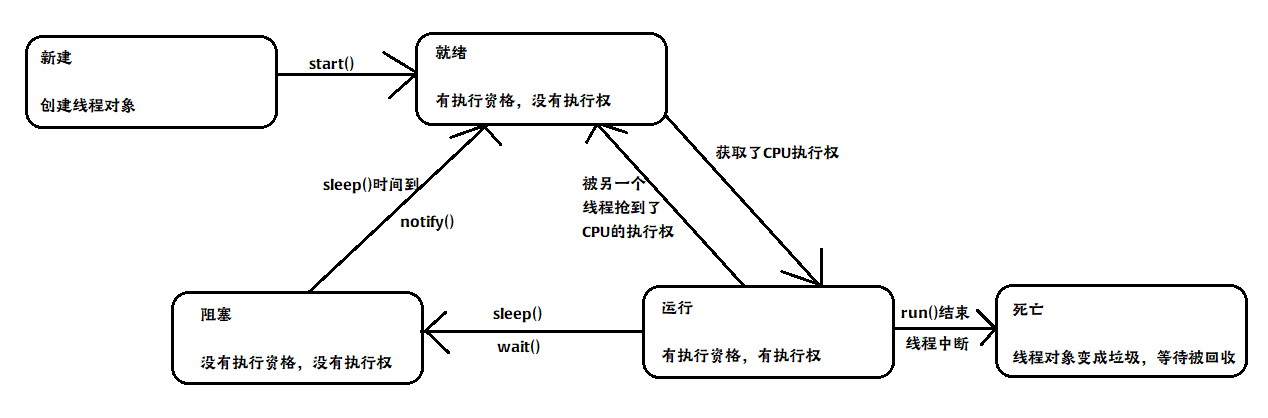 新建
创建线程对象
start()
就绪
有执行资格，没有执行权
获取了CPU执行权
被另一个
线程抢到了
CPU的执行权
sleep()时间到
notify()
阻塞
没有执行资格，没有执行权
sleep()
wait()
运行
有执行资格，有执行权
run()结束
线程中断
死亡
线程对象变成垃圾，等待被回收